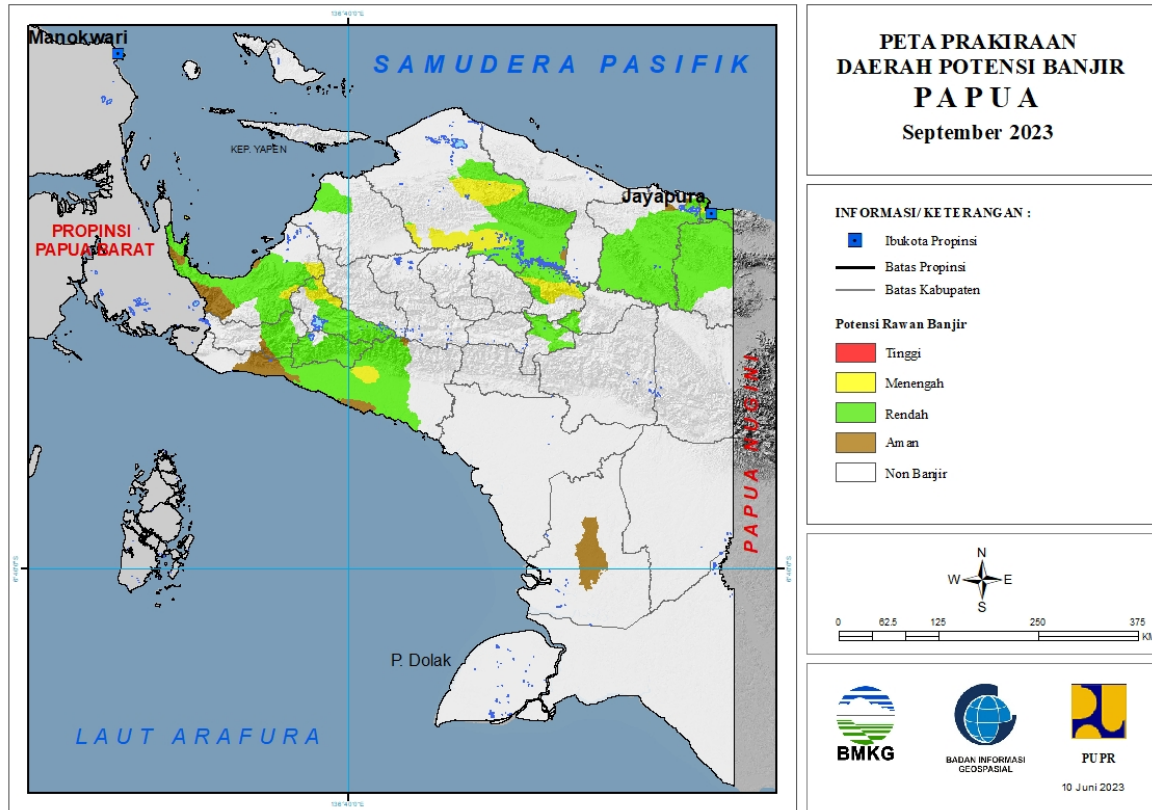 Manokwari
SAMUDERA PASIFIK
KEP. YAPEN
Jayapura
PROPINSI
PAPUA BARAT
PAPUA NUGINI
P. Dolak
LAUT ARAFURA
PETA PRAKIRAAN
DAERAH POTENSI BANJIR
PAPUA
September 2023
INFORMASI/ KETERANGAN :
Ibukota Propinsi
Batas Propinsi
Batas Kabupaten
Potensi Rawan Banjir
Tinggi
Menengah
Rendah
Aman
Non Banjir
N
W E
S
0 62.5 125 250 375
KM
BMKG
BADAN INFORMASI
GEOSPASIAL
PUPR
10 Juni 2023